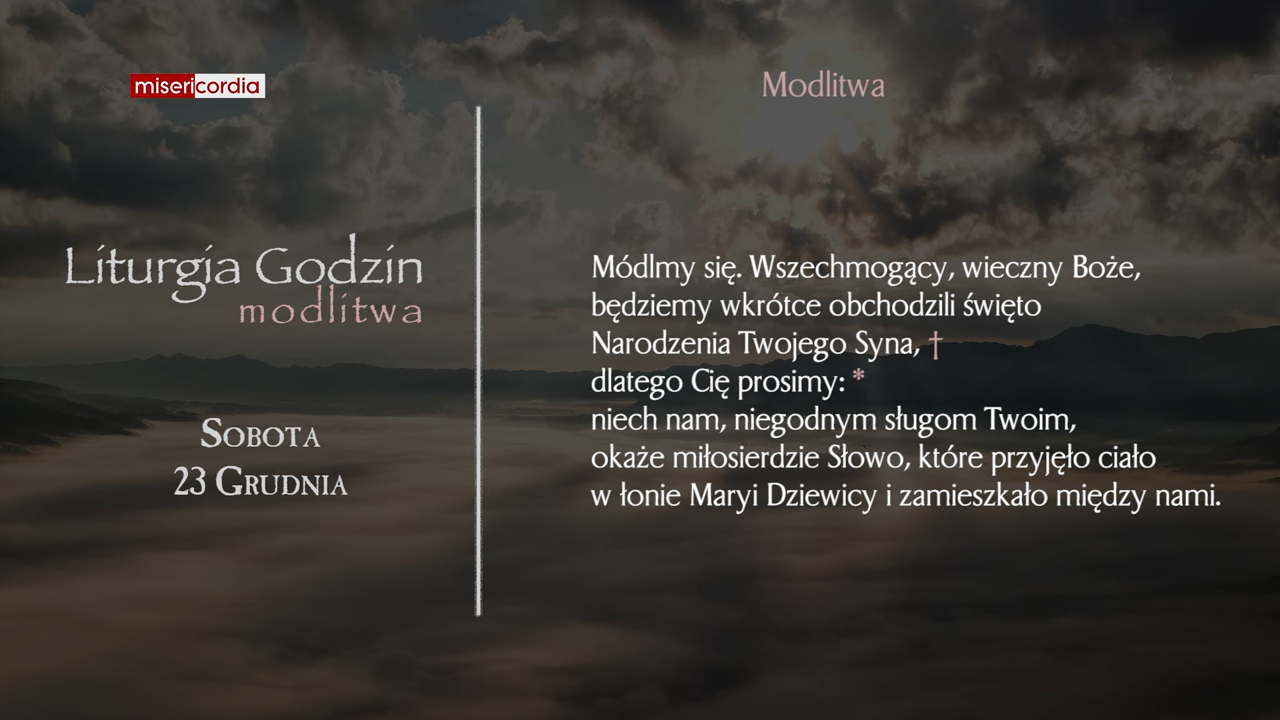 misericordia
Liturgia Godzin
modlitwa
Sobota
23 Grudnia
Modlitwa
Módlmy się. Wszechmogący, wieczny Boże,
będziemy wkrótce obchodzili święto
Narodzenia Twojego Syna, †
dlatego Cię prosimy: *
niech nam, niegodnym sługom Twoim,
okaże miłosierdzie Słowo, które przyjęło ciało
w łonie Maryi Dziewicy i zamieszkało między nami.